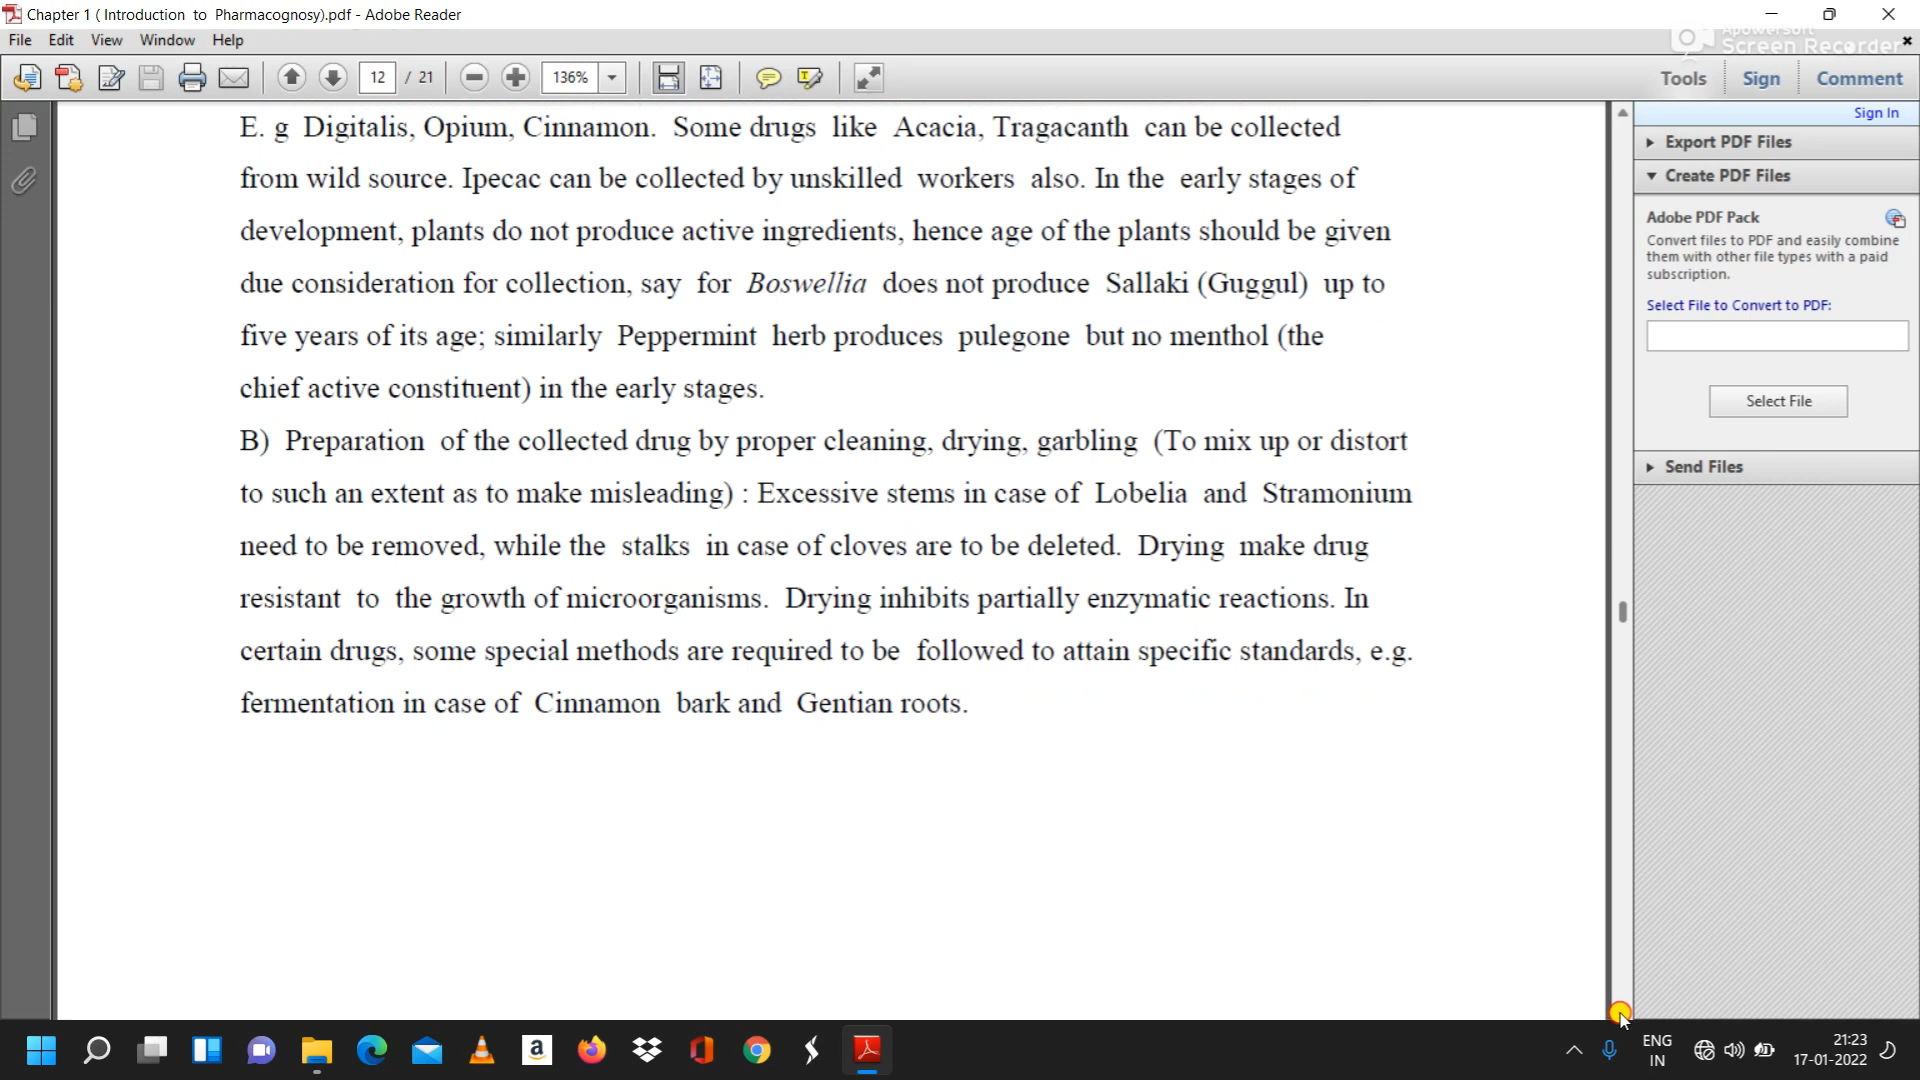 Chapter 1 ( Introduction to Pharmacognosy).pdf - Adobe Reader
File Edit View Window Help
Apowersoft
Screen Recorder
12 / 21 136% Tools Sign Comment
Sign In
Export PDF Files
Create PDF Files
Adobe PDF Pack
Convert files to PDF and easily combine
them with other file types with a paid
subscription.
Select File to Convert to PDF:
Select File
Send Files
E. g Digitalis, Opium, Cinnamon. Some drugs like Acacia, Tragacanth can be collected
from wild source. Ipecac can be collected by unskilled workers also. In the early stages of
development, plants do not produce active ingredients, hence age of the plants should be given
due consideration for collection, say for Boswellia does not produce Sallaki (Guggul) up to
five years of its age; similarly Peppermint herb produces pulegone but no menthol (the
chief active constituent) in the early stages.
B) Preparation of the collected drug by proper cleaning, drying, garbling (To mix up or distort
to such an extent as to make misleading) : Excessive stems in case of Lobelia and Stramonium
need to be removed, while the stalks in case of cloves are to be deleted. Drying make drug
resistant to the growth of microorganisms. Drying inhibits partially enzymatic reactions. In
certain drugs, some special methods are required to be followed to attain specific standards, e.g.
fermentation in case of Cinnamon bark and Gentian roots.
ENG
IN
21:23
17-01-2022